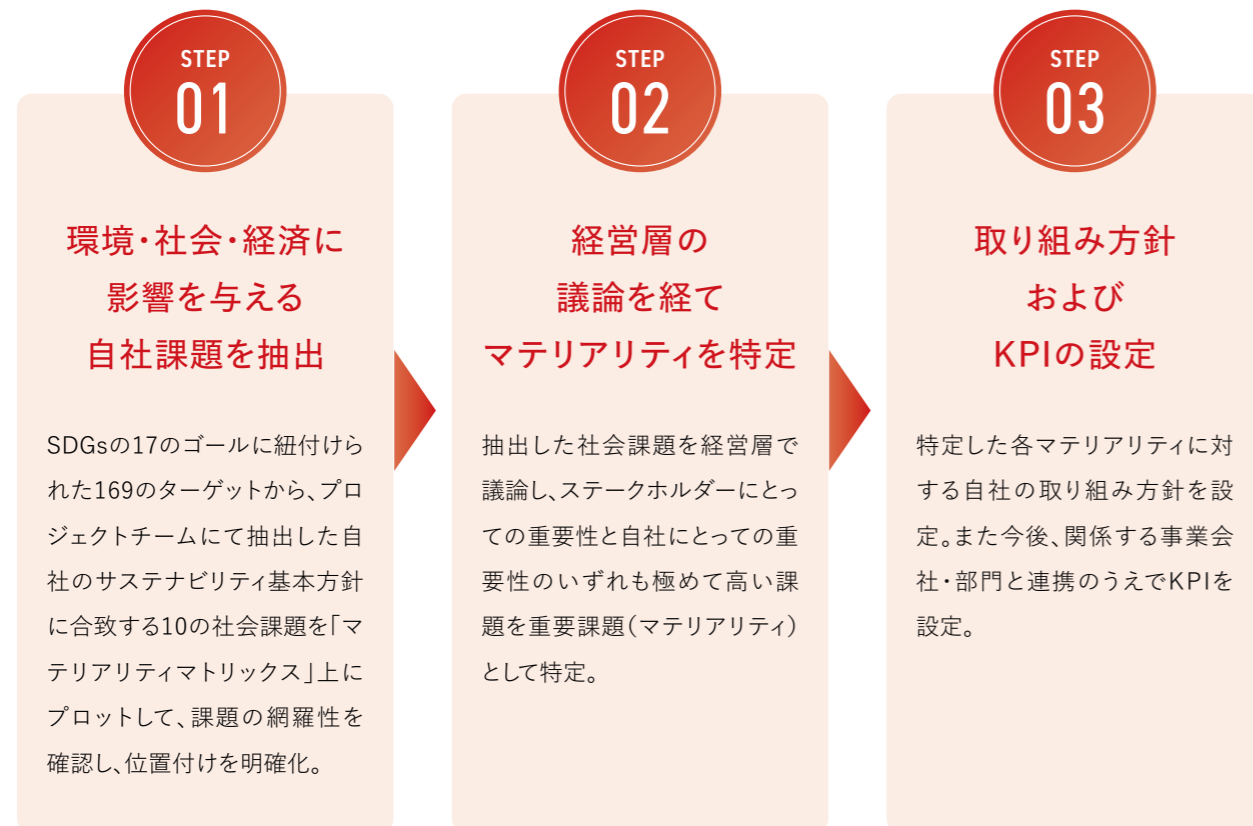 STEP
01
環境・社会・経済に
影響を与える
自社課題を抽出
SDGsの17のゴールに紐付けら
れた169のターゲットから、プロ
ジェクトチームにて抽出した自
社のサステナビリティ基本方針
に合致する10の社会課題を「マ
テリアリティマトリックス」上に
プロットして、課題の網羅性を
確認し、位置付けを明確化。
STEP
02
経営層の
議論を経て
マテリアリティを特定
抽出した社会課題を経営層で
議論し、ステークホルダーにとっ
ての重要性と自社にとっての重
要性のいずれも極めて高い課
題を重要課題（マテリアリティ）
として特定。
STEP
03
取り組み方針
および
KPIの設定
特定した各マテリアリティに対
する自社の取り組み方針を設
定。また今後、関係する事業会
社・部門と連携のうえでKPIを
設定。